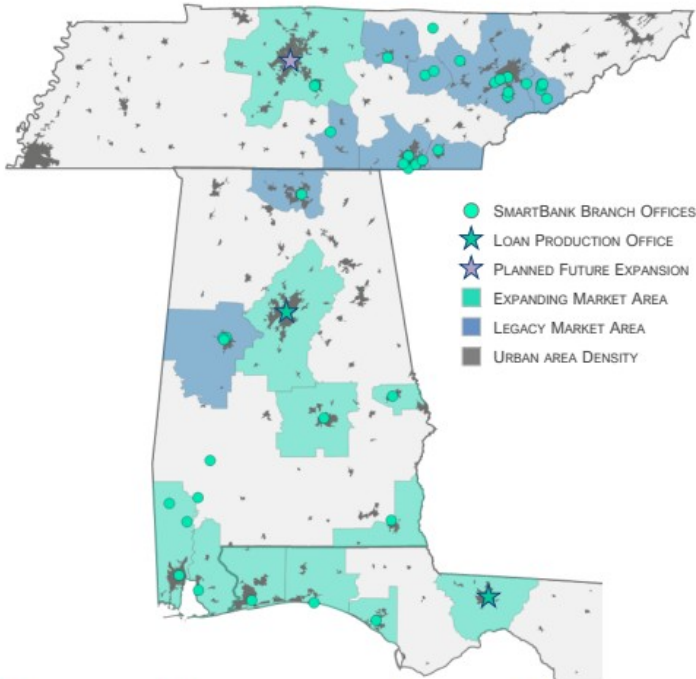 SmartBank Branch Offices
Loan Production Office
Planned Future Expansion
Expanding Market Area
Legacy Market Area
Urban area Density